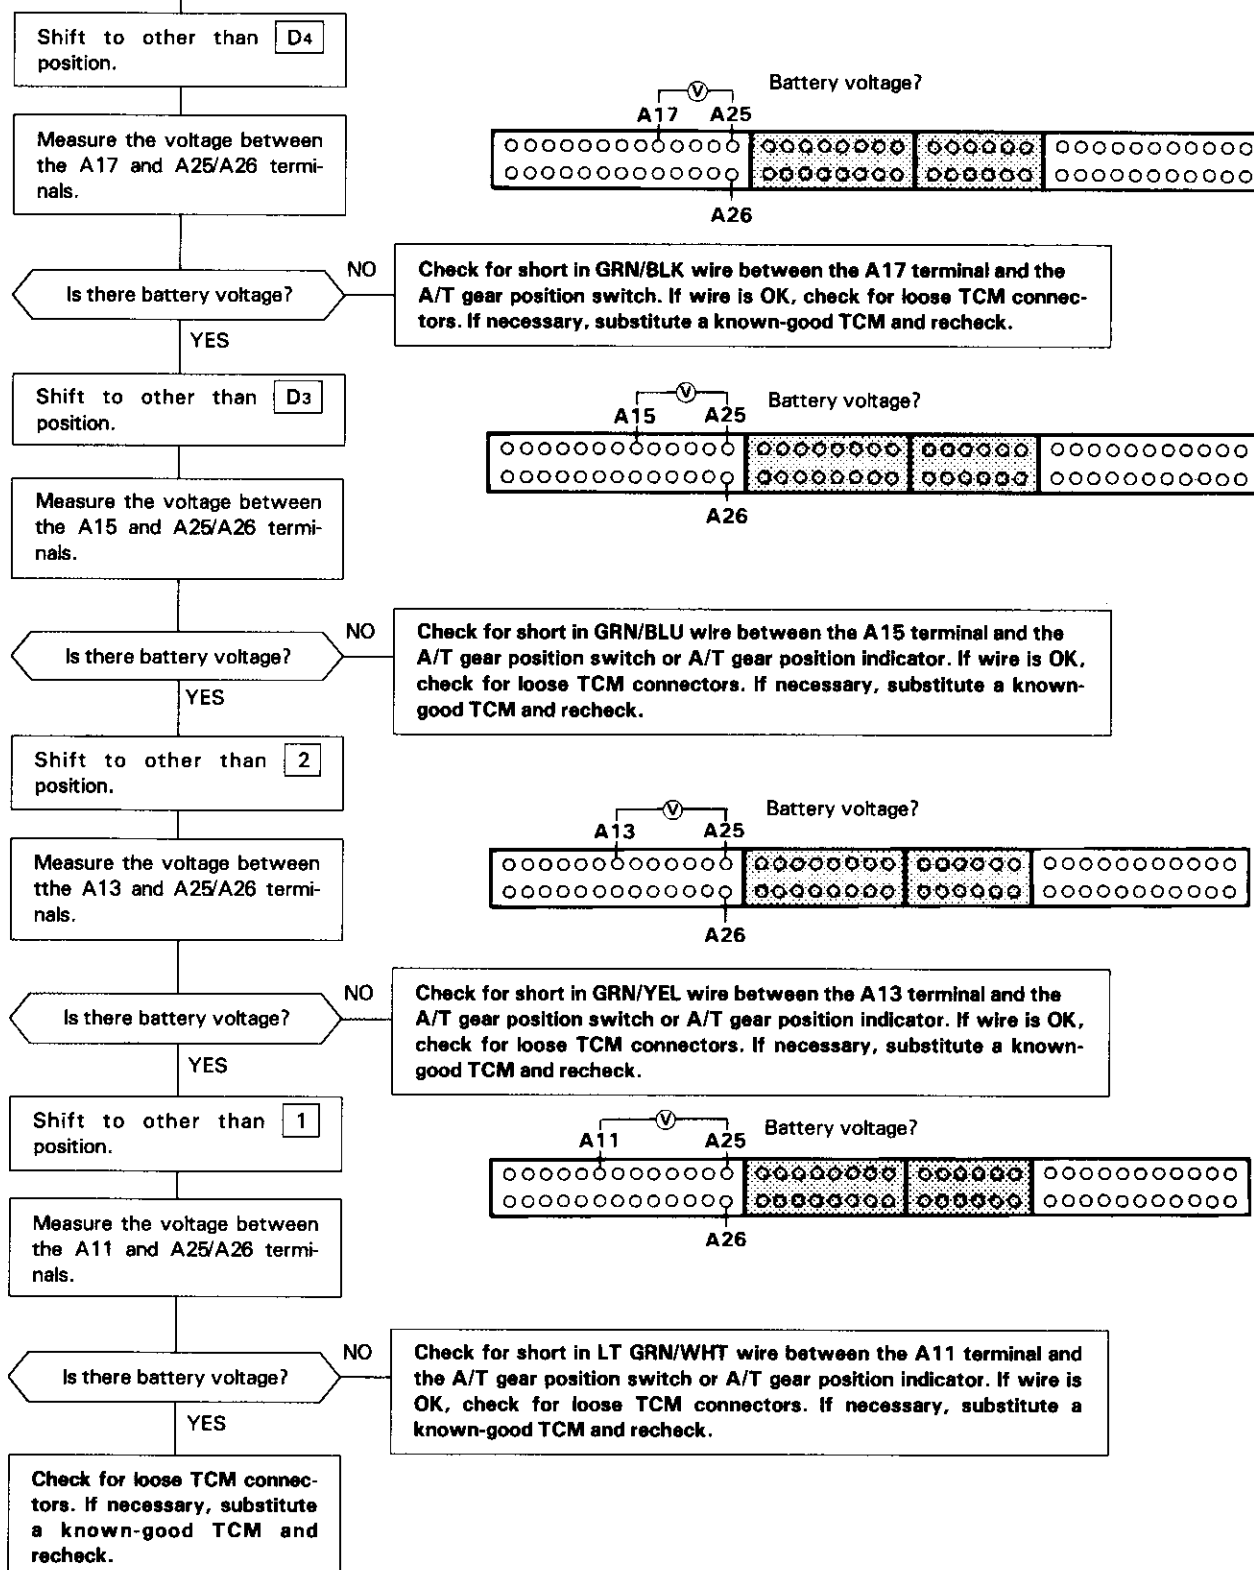 Shift to other than D4
position.
Battery voltage?
V
A17 A25
Measure the voltage between
the A17 and A25/A26 termi-
nals.
A26
NO
Check for short in GRN/BLK wire between the A17 terminal and the
A/T gear position switch. If wire is OK, check for loose TCM connec-
tors. If necessary, substitute a known-good TCM and recheck.
Is there battery voltage?
YES
Shift to other than D3
position.
V
Battery voltage?
A15 A25
Measure the voltage between
the A15 and A25/A26 termi-
nals.
A26
NO
Check for short in GRN/BLU wire between the A15 terminal and the
A/T gear position switch or A/T gear position indicator. If wire is OK,
check for loose TCM connectors. If necessary, substitute a known-
good TCM and recheck.
Is there battery voltage?
YES
Shift to other than 2
position.
V
Battery voltage?
A13 A25
Measure the voltage between
tthe A13 and A25/A26 termi-
nals.
A26
NO
Check for short in GRN/YEL wire between the A13 terminal and the
A/T gear position switch or A/T gear position indicator. If wire is OK,
check for loose TCM connectors. If necessary, substitute a known-
good TCM and recheck.
Is there battery voltage?
YES
Shift to other than 1
position.
V
Battery voltage?
A11 A25
Measure the voltage between
the A11 and A25/A26 termi-
nals.
A26
NO
Check for short in LT GRN/WHT wire between the A11 terminal and
the A/T gear position switch or A/T gear position indicator. If wire is
OK, check for loose TCM connectors. If necessary, substitute a
known-good TCM and recheck.
Is there battery voltage?
YES
Check for loose TCM connec-
tors. If necessary, substitute
a known-good TCM and
recheck.